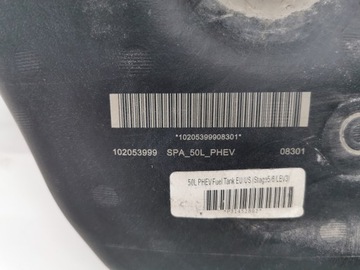 *10205399908301*
102053999 SPA_50L_PHEV 08301
50L PHEV Fuel Tank EU/US (Stage5/6/LEV3)